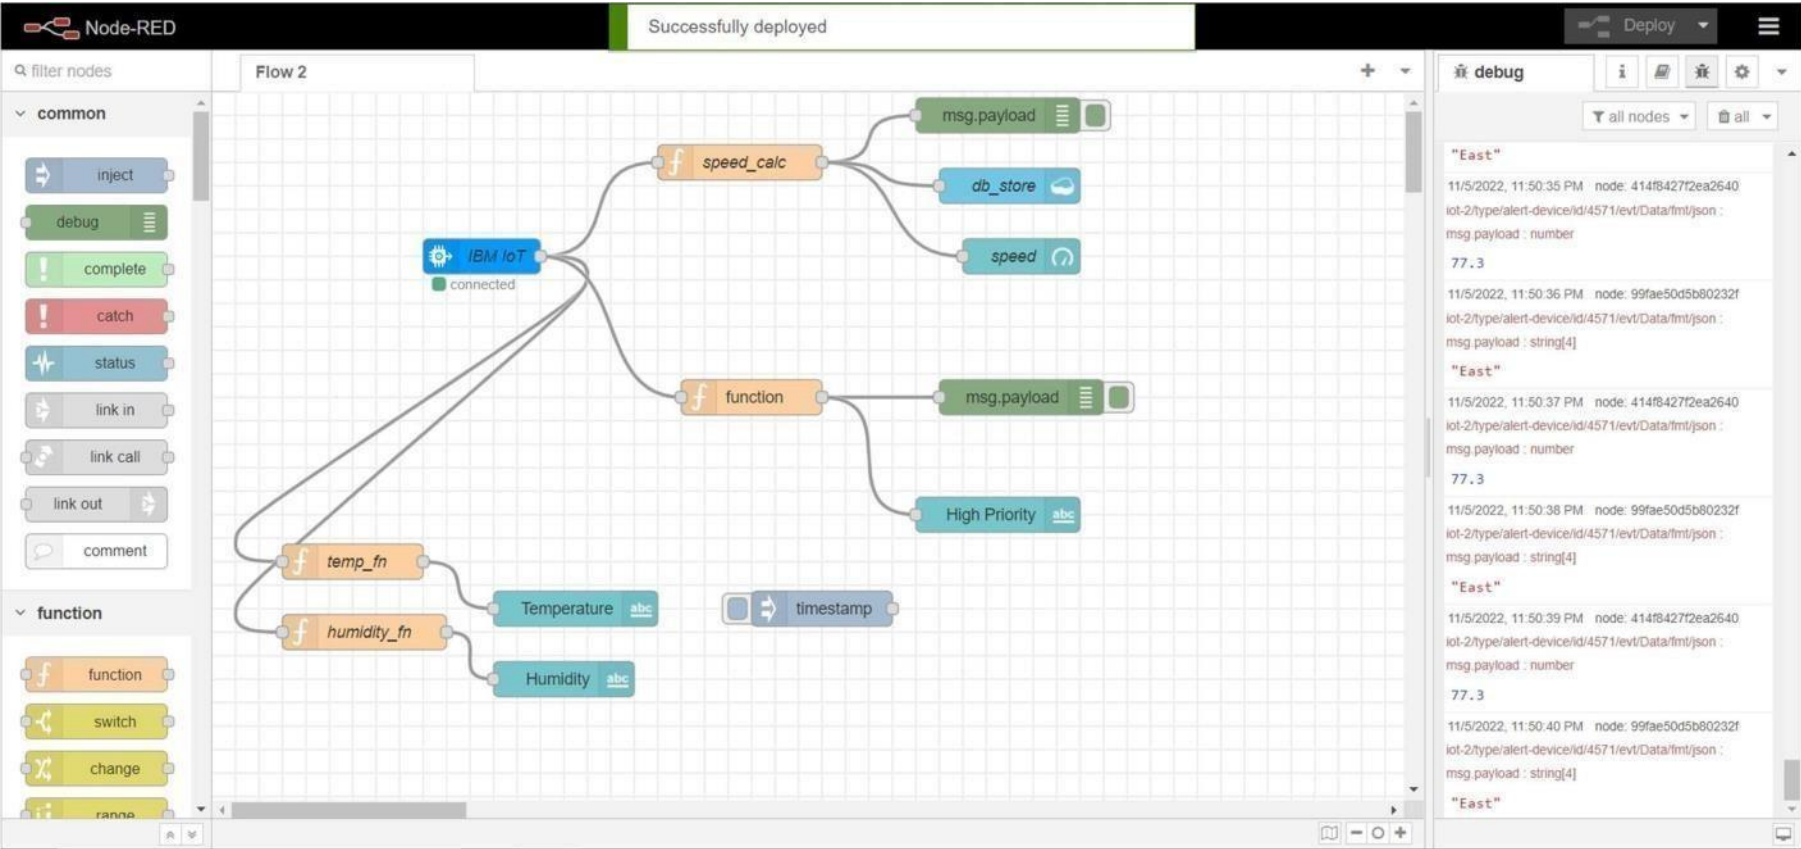 Node-RED
Successfully deployed
Deploy
filter nodes
Flow 2
debug
common
inject
debug
complete
catch
status
link in
link call
link out
comment
function
function
switch
change
range
msg.payload
speed_calc
db_store
IBM IoT
connected
speed
function
msg.payload
High Priority
abc
temp_fn
Temperature
abc
timestamp
humidity_fn
Humidity
abc
all nodes
all
"East"
11/5/2022, 11:50:35 PM node: 414f8427f2ea2640
iot-2/type/alert-device/id/4571/evt/Data/fmt/json :
msg.payload : number
77.3
11/5/2022, 11:50:36 PM node: 99fae50d5b80232f
iot-2/type/alert-device/id/4571/evt/Data/fmt/json :
msg.payload : string[4]
"East"
11/5/2022, 11:50:37 PM node: 414f8427f2ea2640
iot-2/type/alert-device/id/4571/evt/Data/fmt/json :
msg.payload : number
77.3
11/5/2022, 11:50:38 PM node: 99fae50d5b80232f
iot-2/type/alert-device/id/4571/evt/Data/fmt/json :
msg.payload : string[4]
"East"
11/5/2022, 11:50:39 PM node: 414f8427f2ea2640
iot-2/type/alert-device/id/4571/evt/Data/fmt/json :
msg.payload : number
77.3
11/5/2022, 11:50:40 PM node: 99fae50d5b80232f
iot-2/type/alert-device/id/4571/evt/Data/fmt/json :
msg.payload : string[4]
"East"